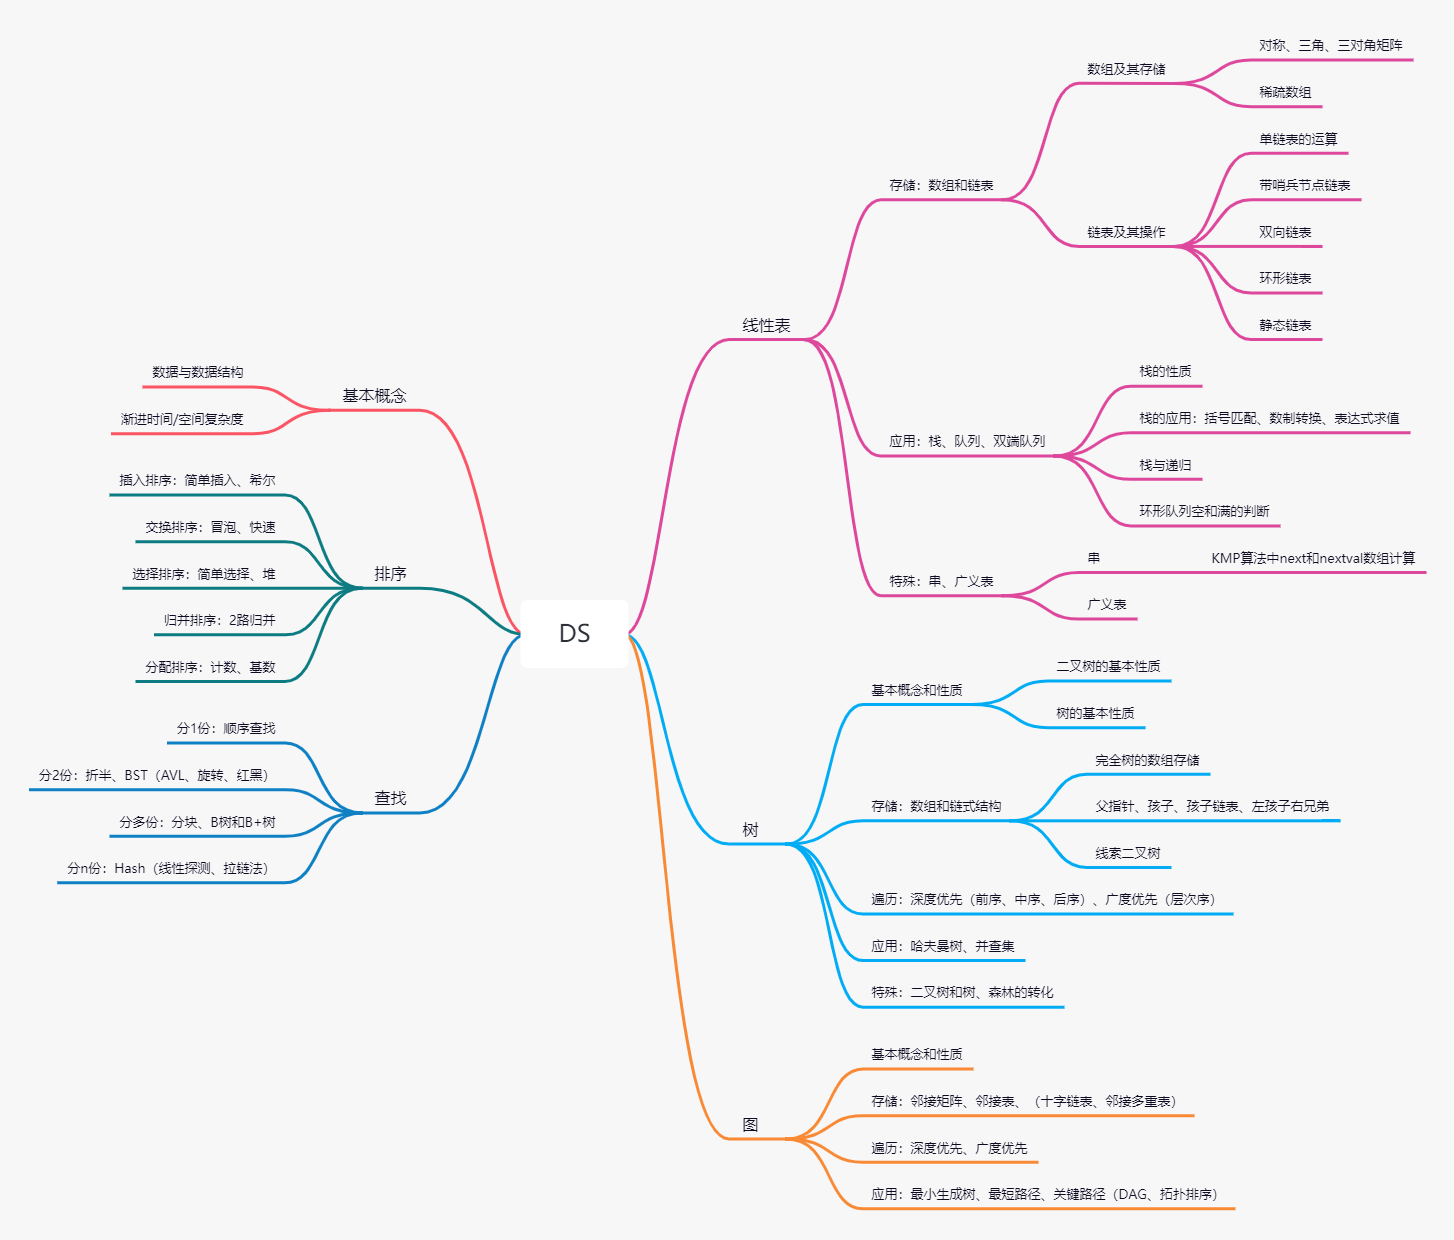 DS
基本概念
数据与数据结构
渐进时间/空间复杂度
排序
插入排序：简单插入、希尔
交换排序：冒泡、快速
选择排序：简单选择、堆
归并排序：2路归并
分配排序：计数、基数
查找
分1份：顺序查找
分2份：折半、BST（AVL、旋转、红黑）
分多份：分块、B树和B+树
分n份：Hash（线性探测、拉链法）
线性表
存储：数组和链表
数组及其存储
对称、三角、三对角矩阵
稀疏数组
链表及其操作
单链表的运算
带哨兵节点链表
双向链表
环形链表
静态链表
应用：栈、队列、双端队列
栈的性质
栈的应用：括号匹配、数制转换、表达式求值
栈与递归
环形队列空和满的判断
特殊：串、广义表
串
KMP算法中next和nextval数组计算
广义表
树
基本概念和性质
二叉树的基本性质
树的基本性质
存储：数组和链式结构
完全树的数组存储
父指针、孩子、孩子链表、左孩子右兄弟
线索二叉树
遍历：深度优先（前序、中序、后序）、广度优先（层次序）
应用：哈夫曼树、并查集
特殊：二叉树和树、森林的转化
图
基本概念和性质
存储：邻接矩阵、邻接表、（十字链表、邻接多重表）
遍历：深度优先、广度优先
应用：最小生成树、最短路径、关键路径（DAG、拓扑排序）